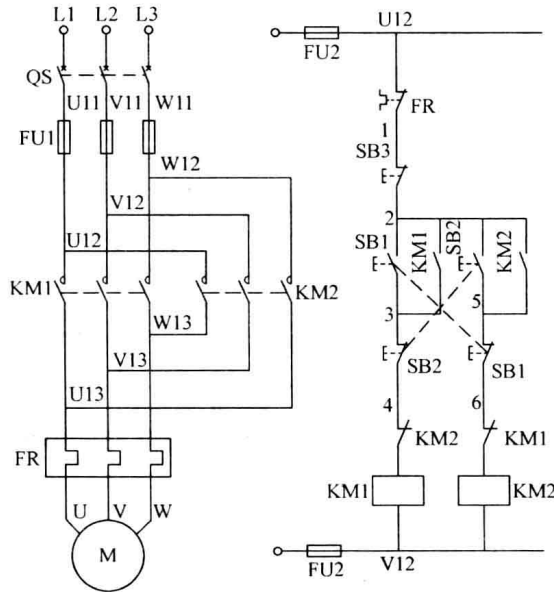 L1 L2 L3
QS
U11 V11 W11
FU1
W12
V12
U12
KM1 KM2
W13
V13
U13
FR
U V W
M
U12
FU2
FR
1
SB3
2
SB1 KM1 SB2 KM2
3 5
SB2 SB1
4 6
KM2 KM1
KM1 KM2
FU2 V12